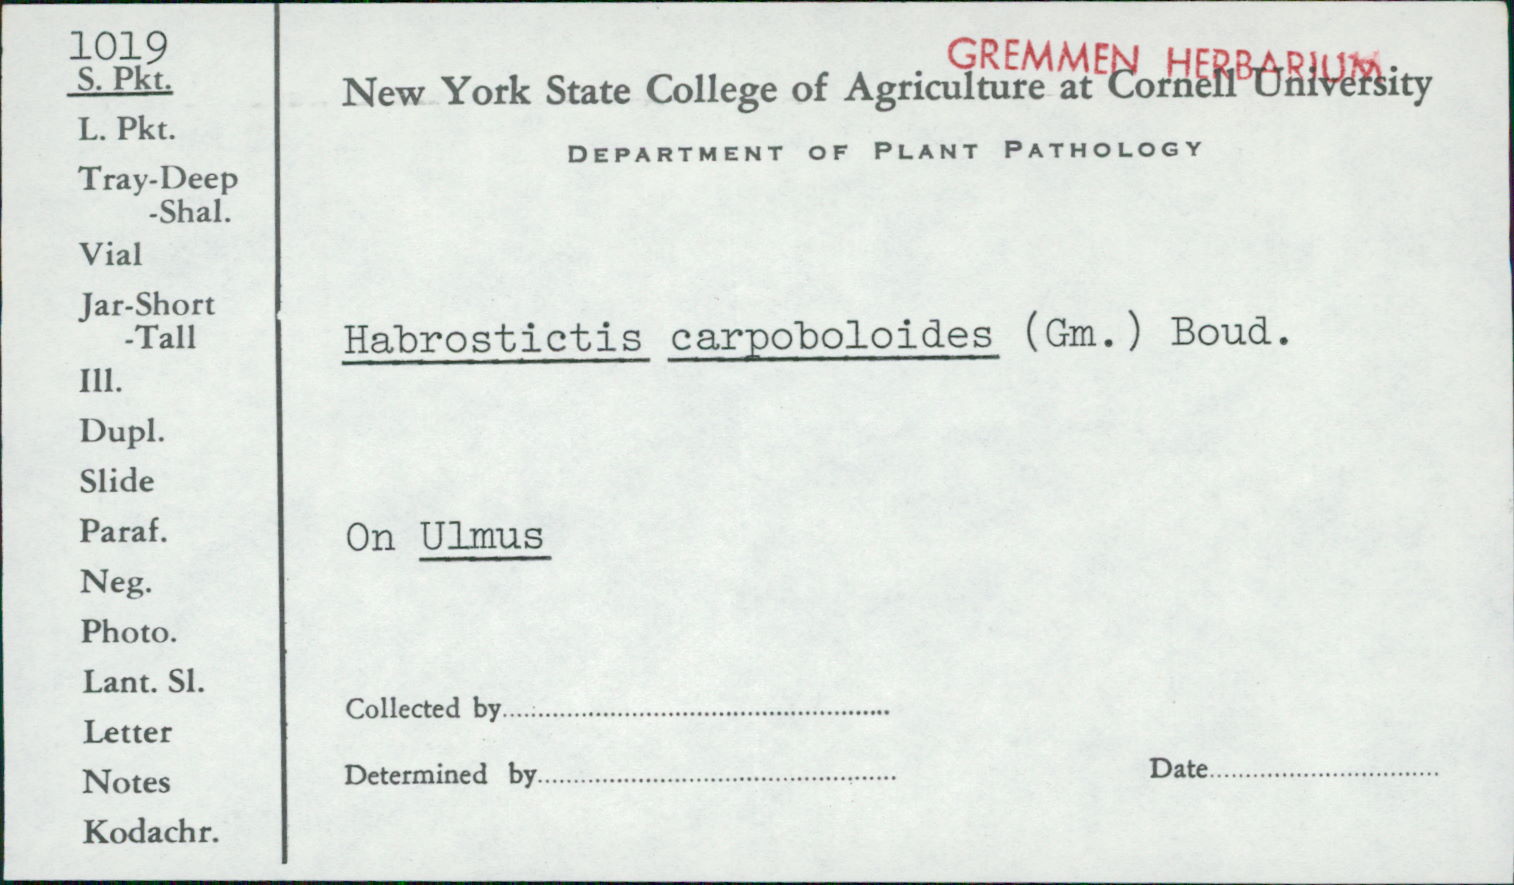 1019
S. Pkt.
L. Pkt.
Tray-Deep
-Shal.
Vial
Jar-Short
-Tall
Ill.
Dupl.
Slide
Paraf.
Neg.
Photo.
Lant. Sl.
Letter
Notes
Kodachr.
GREMMEN HERBARIUM
New York State College of Agriculture at Cornell University
DEPARTMENT OF PLANT PATHOLOGY
Habrostictis carpoboloides (Gm.) Boud.
On Ulmus
Collected by
Determined by
Date